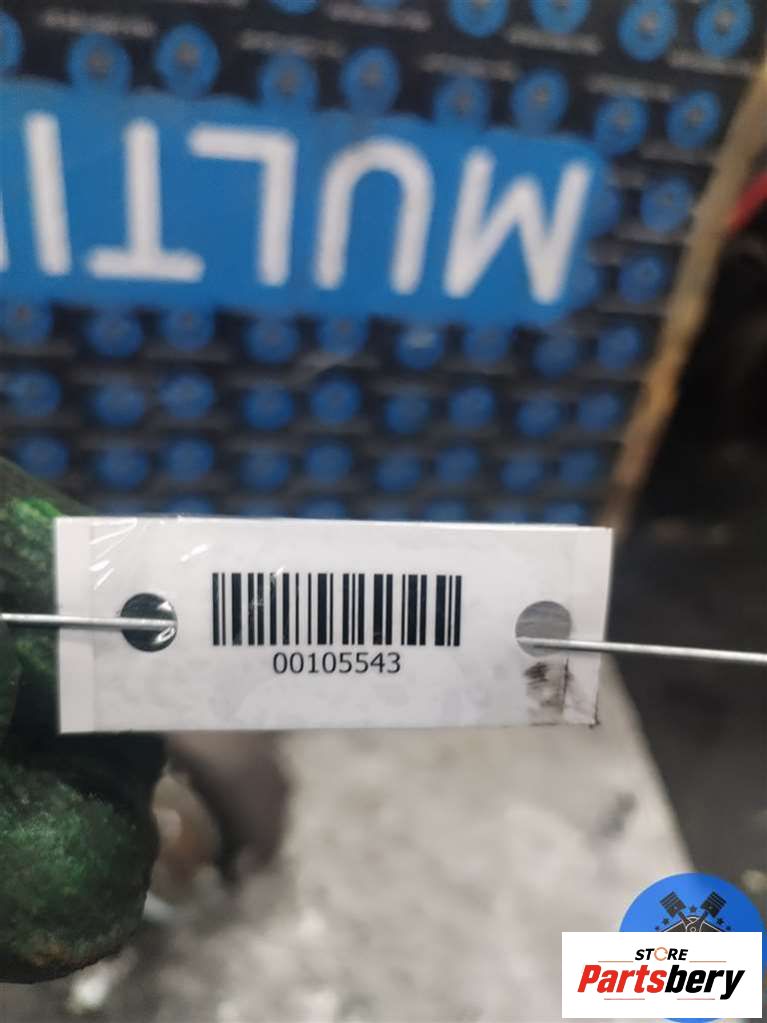 MULTI
00105543
STORE
Partsbery